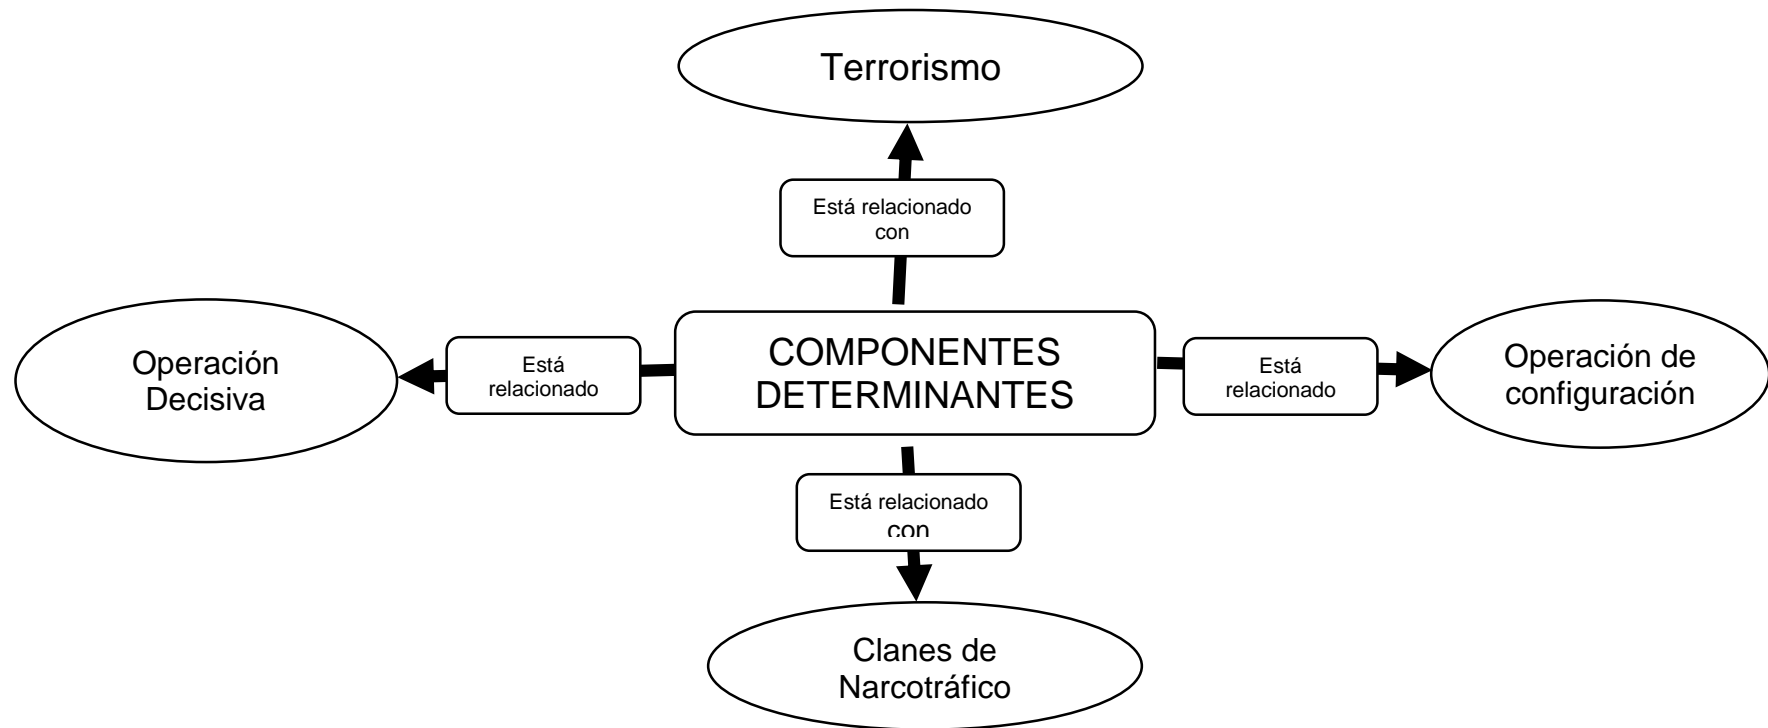 Terrorismo
Está relacionado
con
Operación
Decisiva
Está
relacionado
COMPONENTES
DETERMINANTES
Está
relacionado
Operación de
configuración
Está relacionado
con
Clanes de
Narcotráfico